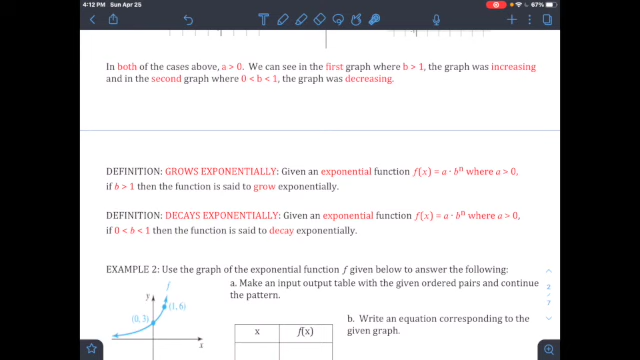 4:12 PM Sun Apr 25
67%
In both of the cases above, a > 0. We can see in the first graph where b > 1, the graph was increasing
and in the second graph where 0 < b < 1, the graph was decreasing.
DEFINITION: GROWS EXPONENTIALLY: Given an exponential function f(x) = a · bⁿ where a > 0,
if b > 1 then the function is said to grow exponentially.
DEFINITION: DECAYS EXPONENTIALLY: Given an exponential function f(x) = a · bⁿ where a > 0,
if 0 < b < 1 then the function is said to decay exponentially.
EXAMPLE 2: Use the graph of the exponential function f given below to answer the following:
a. Make an input output table with the given ordered pairs and continue
the pattern.
f
y
(1, 6)
(0, 3)
x
x f(x)
b. Write an equation corresponding to the
given graph.
2
7